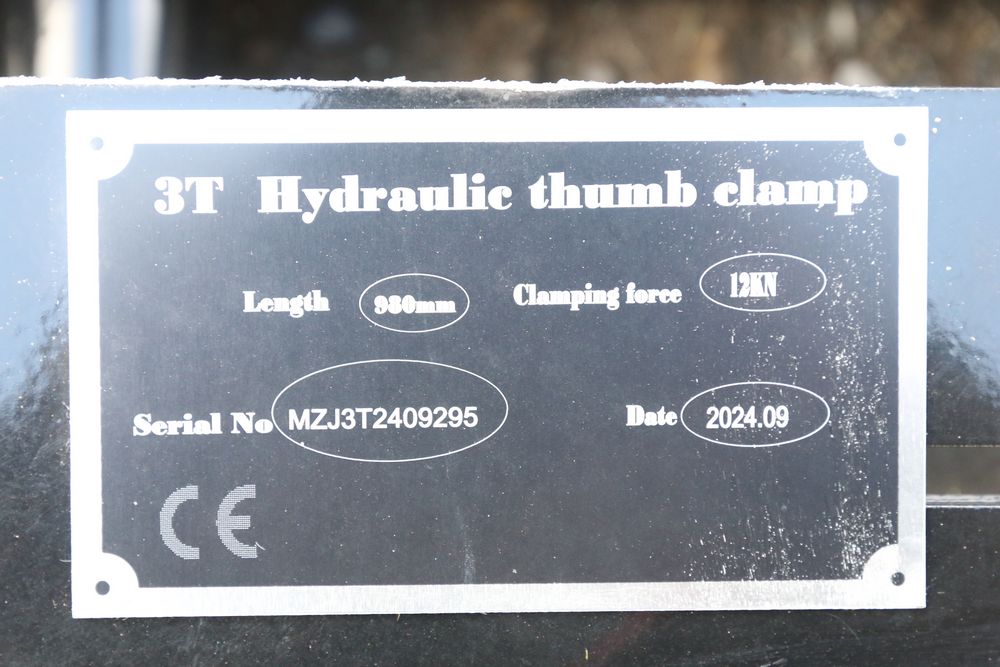 3T Hydraulic thumb clamp
Length 980mm Clamping force 12KN
Serial No MZJ3T2409295 Date 2024.09
CE